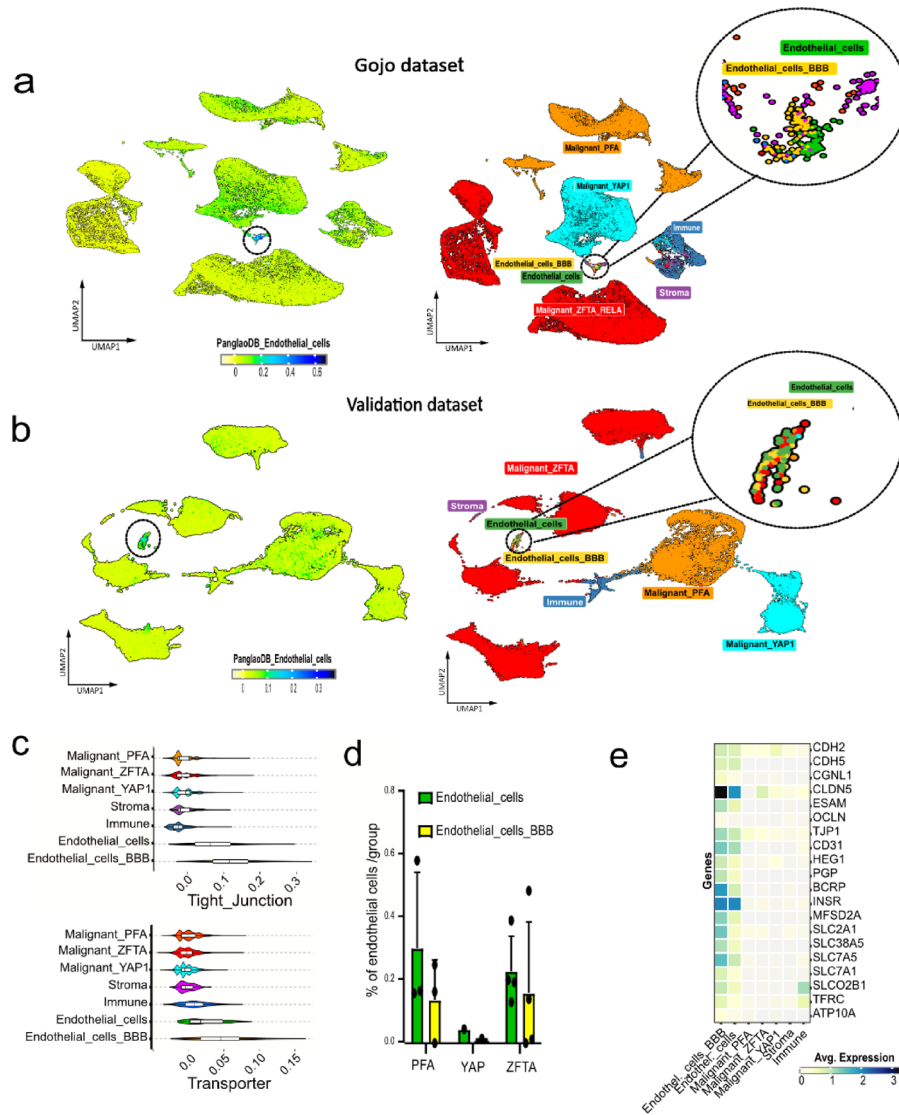 a
Gojo dataset
Endothelial_cells
Endothelial_cells_BBB
Malignant_PFA
Malignant_YAP1
Immune
Endothelial_cells_BBB
Endothelial_cells
Stroma
Malignant_ZFTA_RELA
UMAP2
UMAP1
PanglaoDB_Endothelial_cells
0 0.2 0.4 0.6
UMAP2
UMAP1
b
Validation dataset
Endothelial_cells
Endothelial_cells_BBB
Malignant_ZFTA
Stroma
Endothelial_cells
Endothelial_cells_BBB
Immune
Malignant_PFA
Malignant_YAP1
UMAP2
UMAP1
PanglaoDB_Endothelial_cells
0 0.1 0.2 0.3
UMAP2
UMAP1
c
Malignant_PFA
Malignant_ZFTA
Malignant_YAP1
Stroma
Immune
Endothelial_cells
Endothelial_cells_BBB
0.0 0.1 0.2 0.3
Tight_Junction
Malignant_PFA
Malignant_ZFTA
Malignant_YAP1
Stroma
Immune
Endothelial_cells
Endothelial_cells_BBB
0.0 0.05 0.10 0.16
Transporter
d
% of endothelial cells /group
0.8
0.6
0.4
0.2
0.0
Endothelial_cells
Endothelial_cells_BBB
PFA YAP ZFTA
e
Genes
CDH2
CDH5
CGNL1
CLDN5
ESAM
OCLN
TJP1
CD31
HEG1
PGP
BCRP
INSR
MFSD2A
SLC2A1
SLC38A5
SLC7A5
SLC7A1
SLCO2B1
TFRC
ATP10A
Endothel_cells_BBB
Endothel_cells
Malignant_PFA
Malignant_ZFTA
Malignant_YAP1
Stroma
Immune
Avg. Expression
0 1 2 3